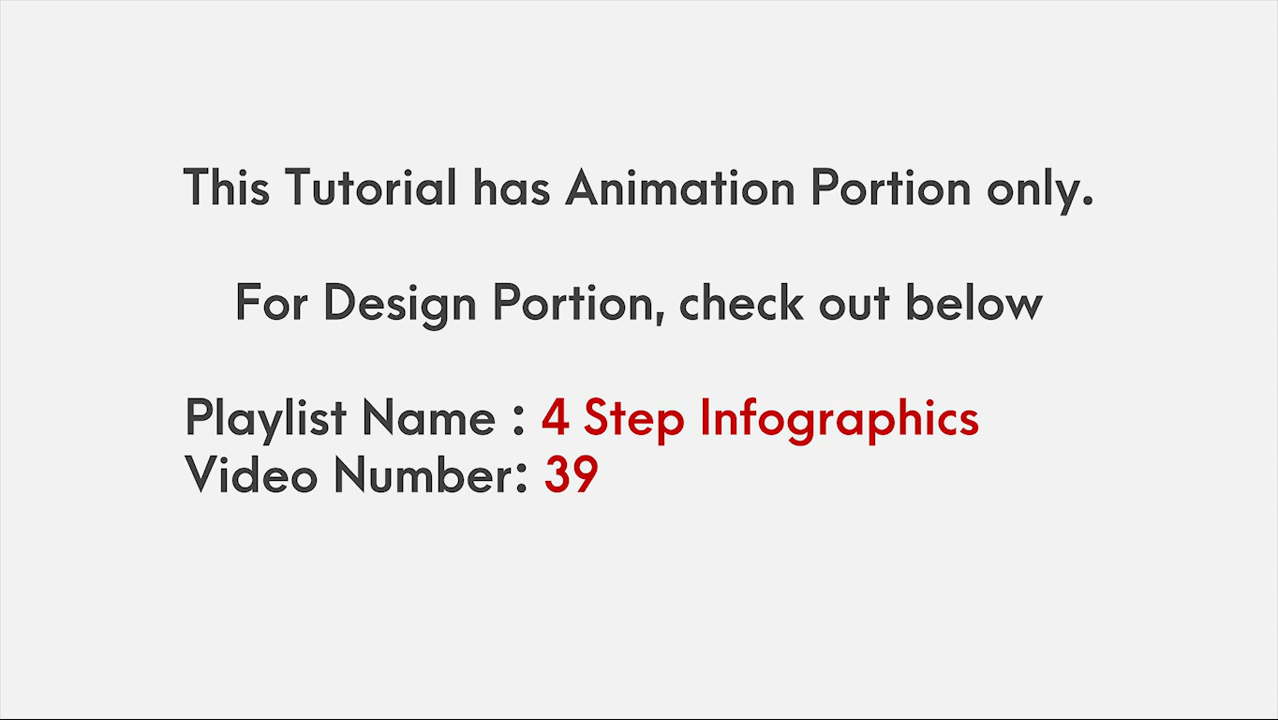 This Tutorial has Animation Portion only.
For Design Portion, check out below
Playlist Name : 4 Step Infographics
Video Number: 39